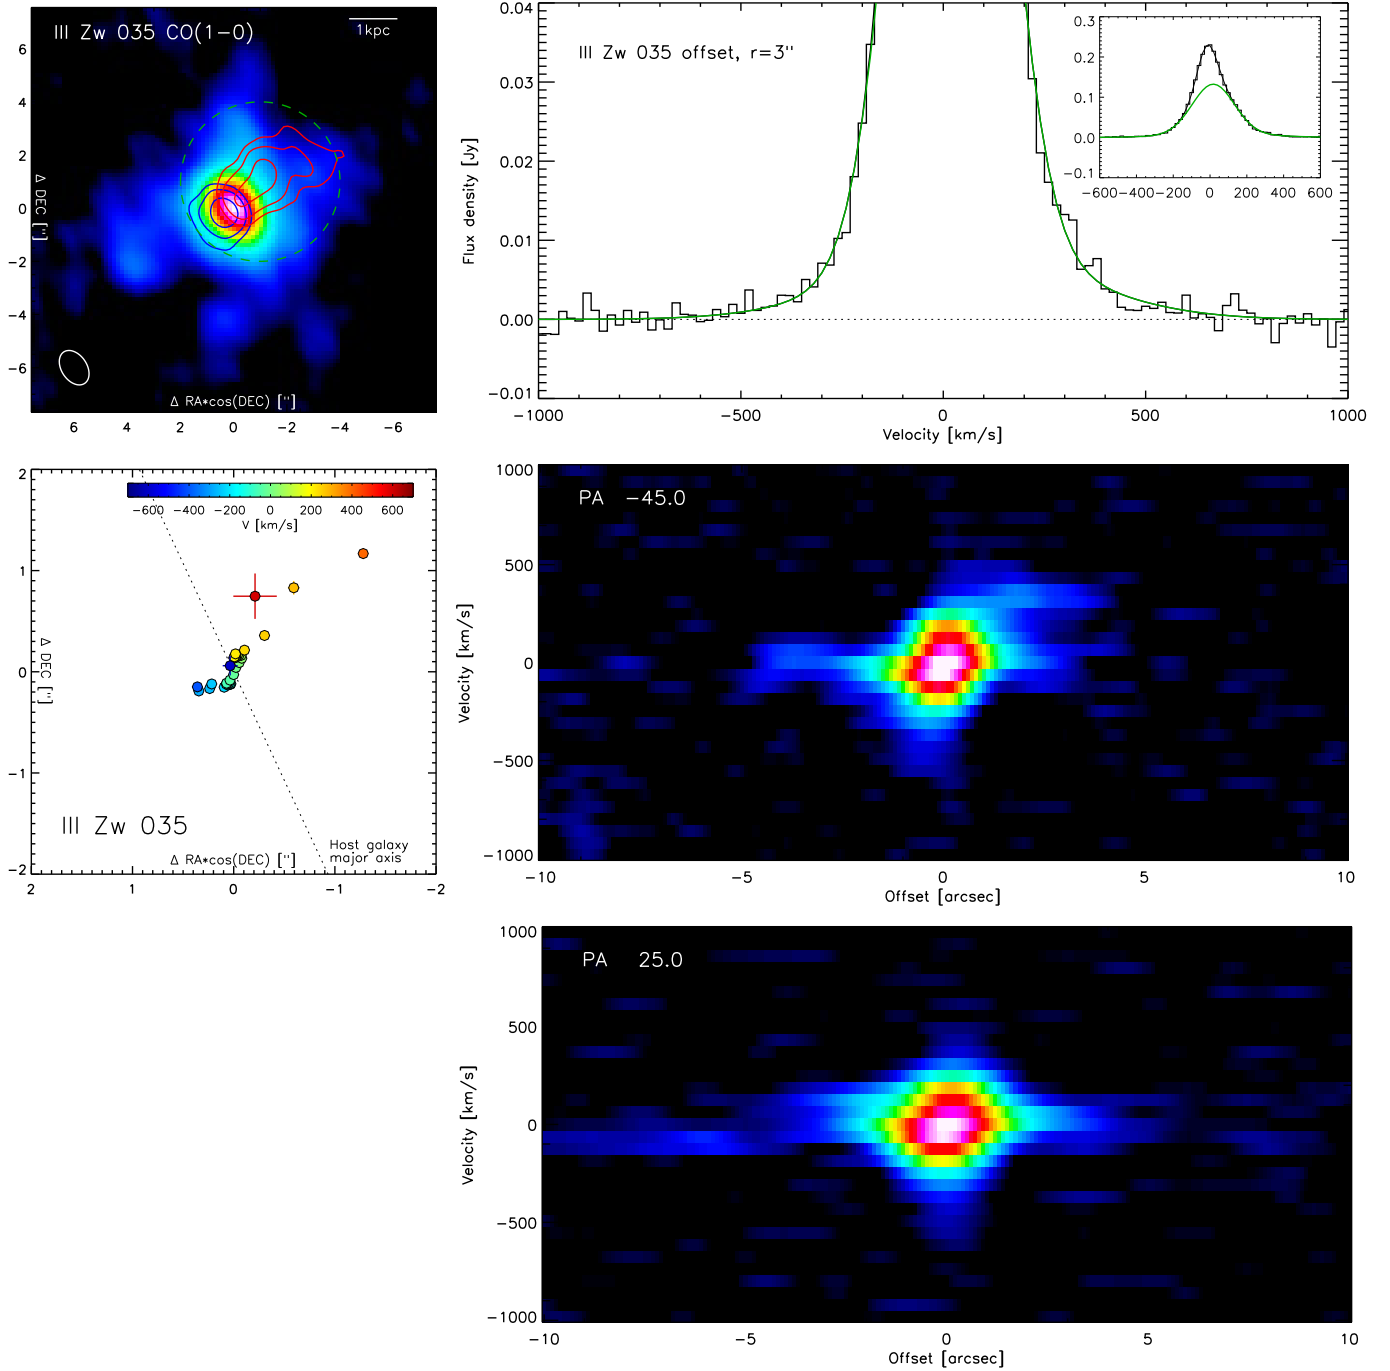 III Zw 035 CO(1-0)
1kpc
6
4
2
0
-2
-4
-6
Δ DEC ["]
Δ RA*cos(DEC) ["]
6 4 2 0 -2 -4 -6
III Zw 035 offset, r=3"
Flux density [Jy]
0.04
0.03
0.02
0.01
0.00
-0.01
-1000 -500 0 500 1000
Velocity [km/s]
0.3
0.2
0.1
0.0
-0.1
-600 -400 -200 0 200 400 600
2
1
0
-1
-2
-600 -400 -200 0 200 400 600
V [km/s]
Δ DEC ["]
III Zw 035
Host galaxy
major axis
Δ RA*cos(DEC) ["]
2 1 0 -1 -2
PA -45.0
Velocity [km/s]
1000
500
0
-500
-1000
-10 -5 0 5 10
Offset [arcsec]
PA 25.0
Velocity [km/s]
1000
500
0
-500
-1000
-10 -5 0 5 10
Offset [arcsec]